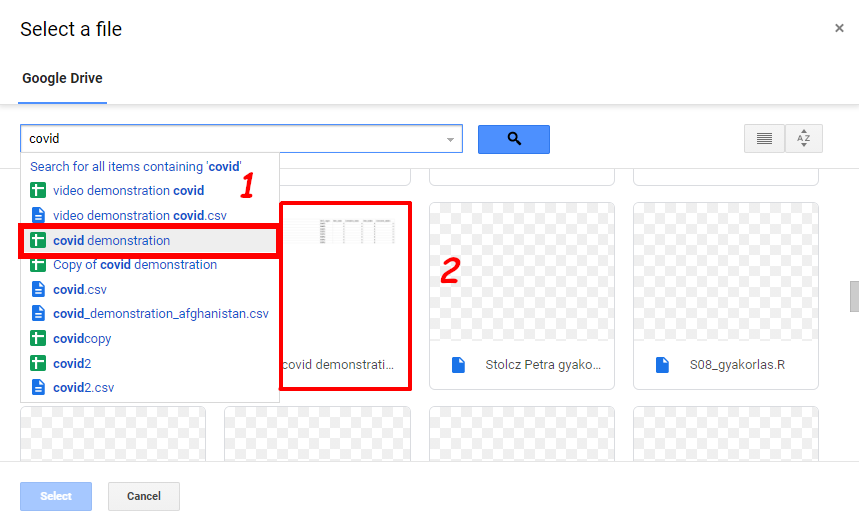 Select a file
×
Google Drive
covid
AZ
Search for all items containing 'covid'
1
video demonstration covid
video demonstration covid.csv
covid demonstration
Copy of covid demonstration
covid.csv
covid_demonstration_afghanistan.csv
covidcopy
covid2
covid2.csv
2
covid demonstrati...
Stolcz Petra gyako...
S08_gyakorlas.R
Select
Cancel